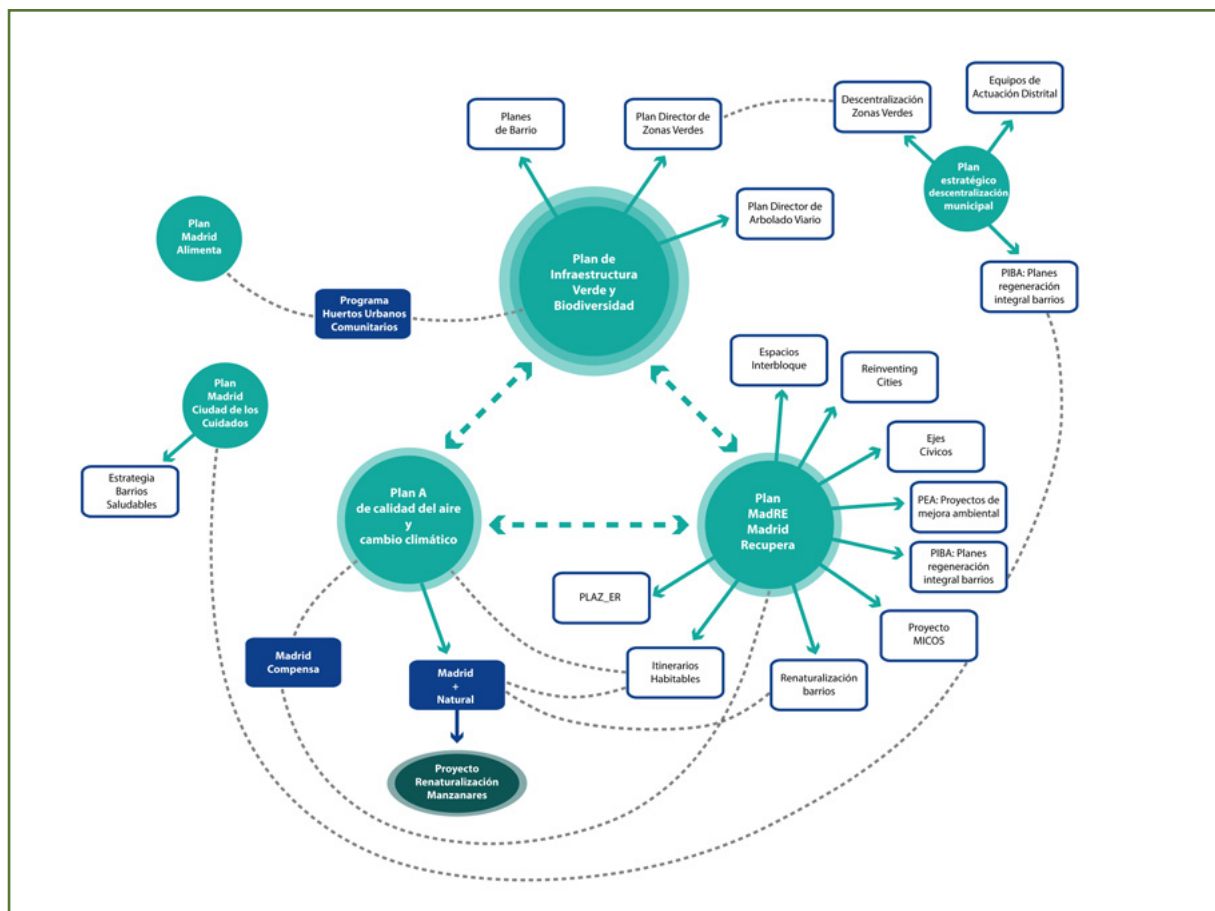 Equipos de
Actuación Distrital
Planes
de Barrio
Plan Director de
Zonas Verdes
Descentralización
Zonas Verdes
Plan
estratégico
descentralización
municipal
Plan Director de
Arbolado Viario
Plan
Madrid
Alimenta
Plan de
Infraestructura
Verde y
Biodiversidad
PIBA: Planes
regeneración
integral barrios
Programa
Huertos Urbanos
Comunitarios
Espacios
Interbloque
Reinventing
Cities
Plan
Madrid
Ciudad de los
Cuidados
Ejes
Cívicos
Estrategia
Barrios
Saludables
Plan A
de calidad del aire
y
cambio climático
Plan
MadRE
Madrid
Recupera
PEA: Proyectos de
mejora ambiental
PIBA: Planes
regeneración
integral barrios
PLAZ_ER
Proyecto
MICOS
Madrid
Compensa
Madrid
+
Natural
Itinerarios
Habitables
Renaturalización
barrios
Proyecto
Renaturalización
Manzanares